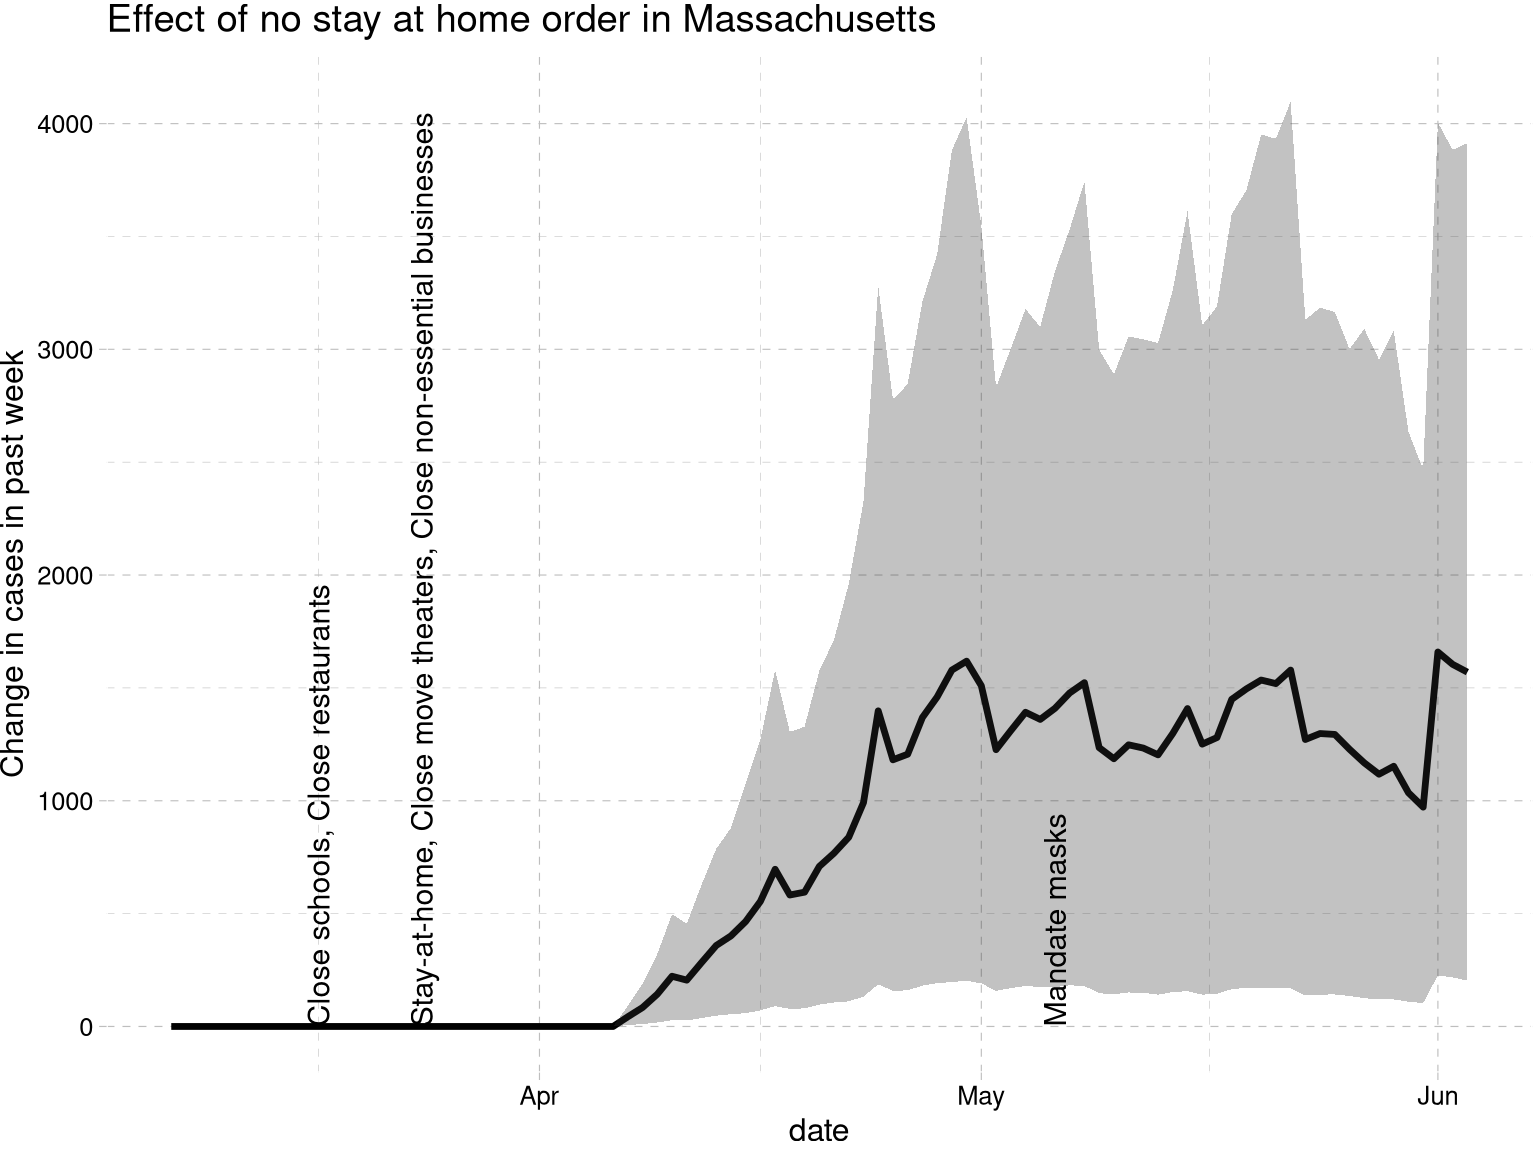 Effect of no stay at home order in Massachusetts
Change in cases in past week
4000
3000
2000
1000
0
Close schools, Close restaurants
Stay-at-home, Close move theaters, Close non-essential businesses
Mandate masks
Apr
May
Jun
date